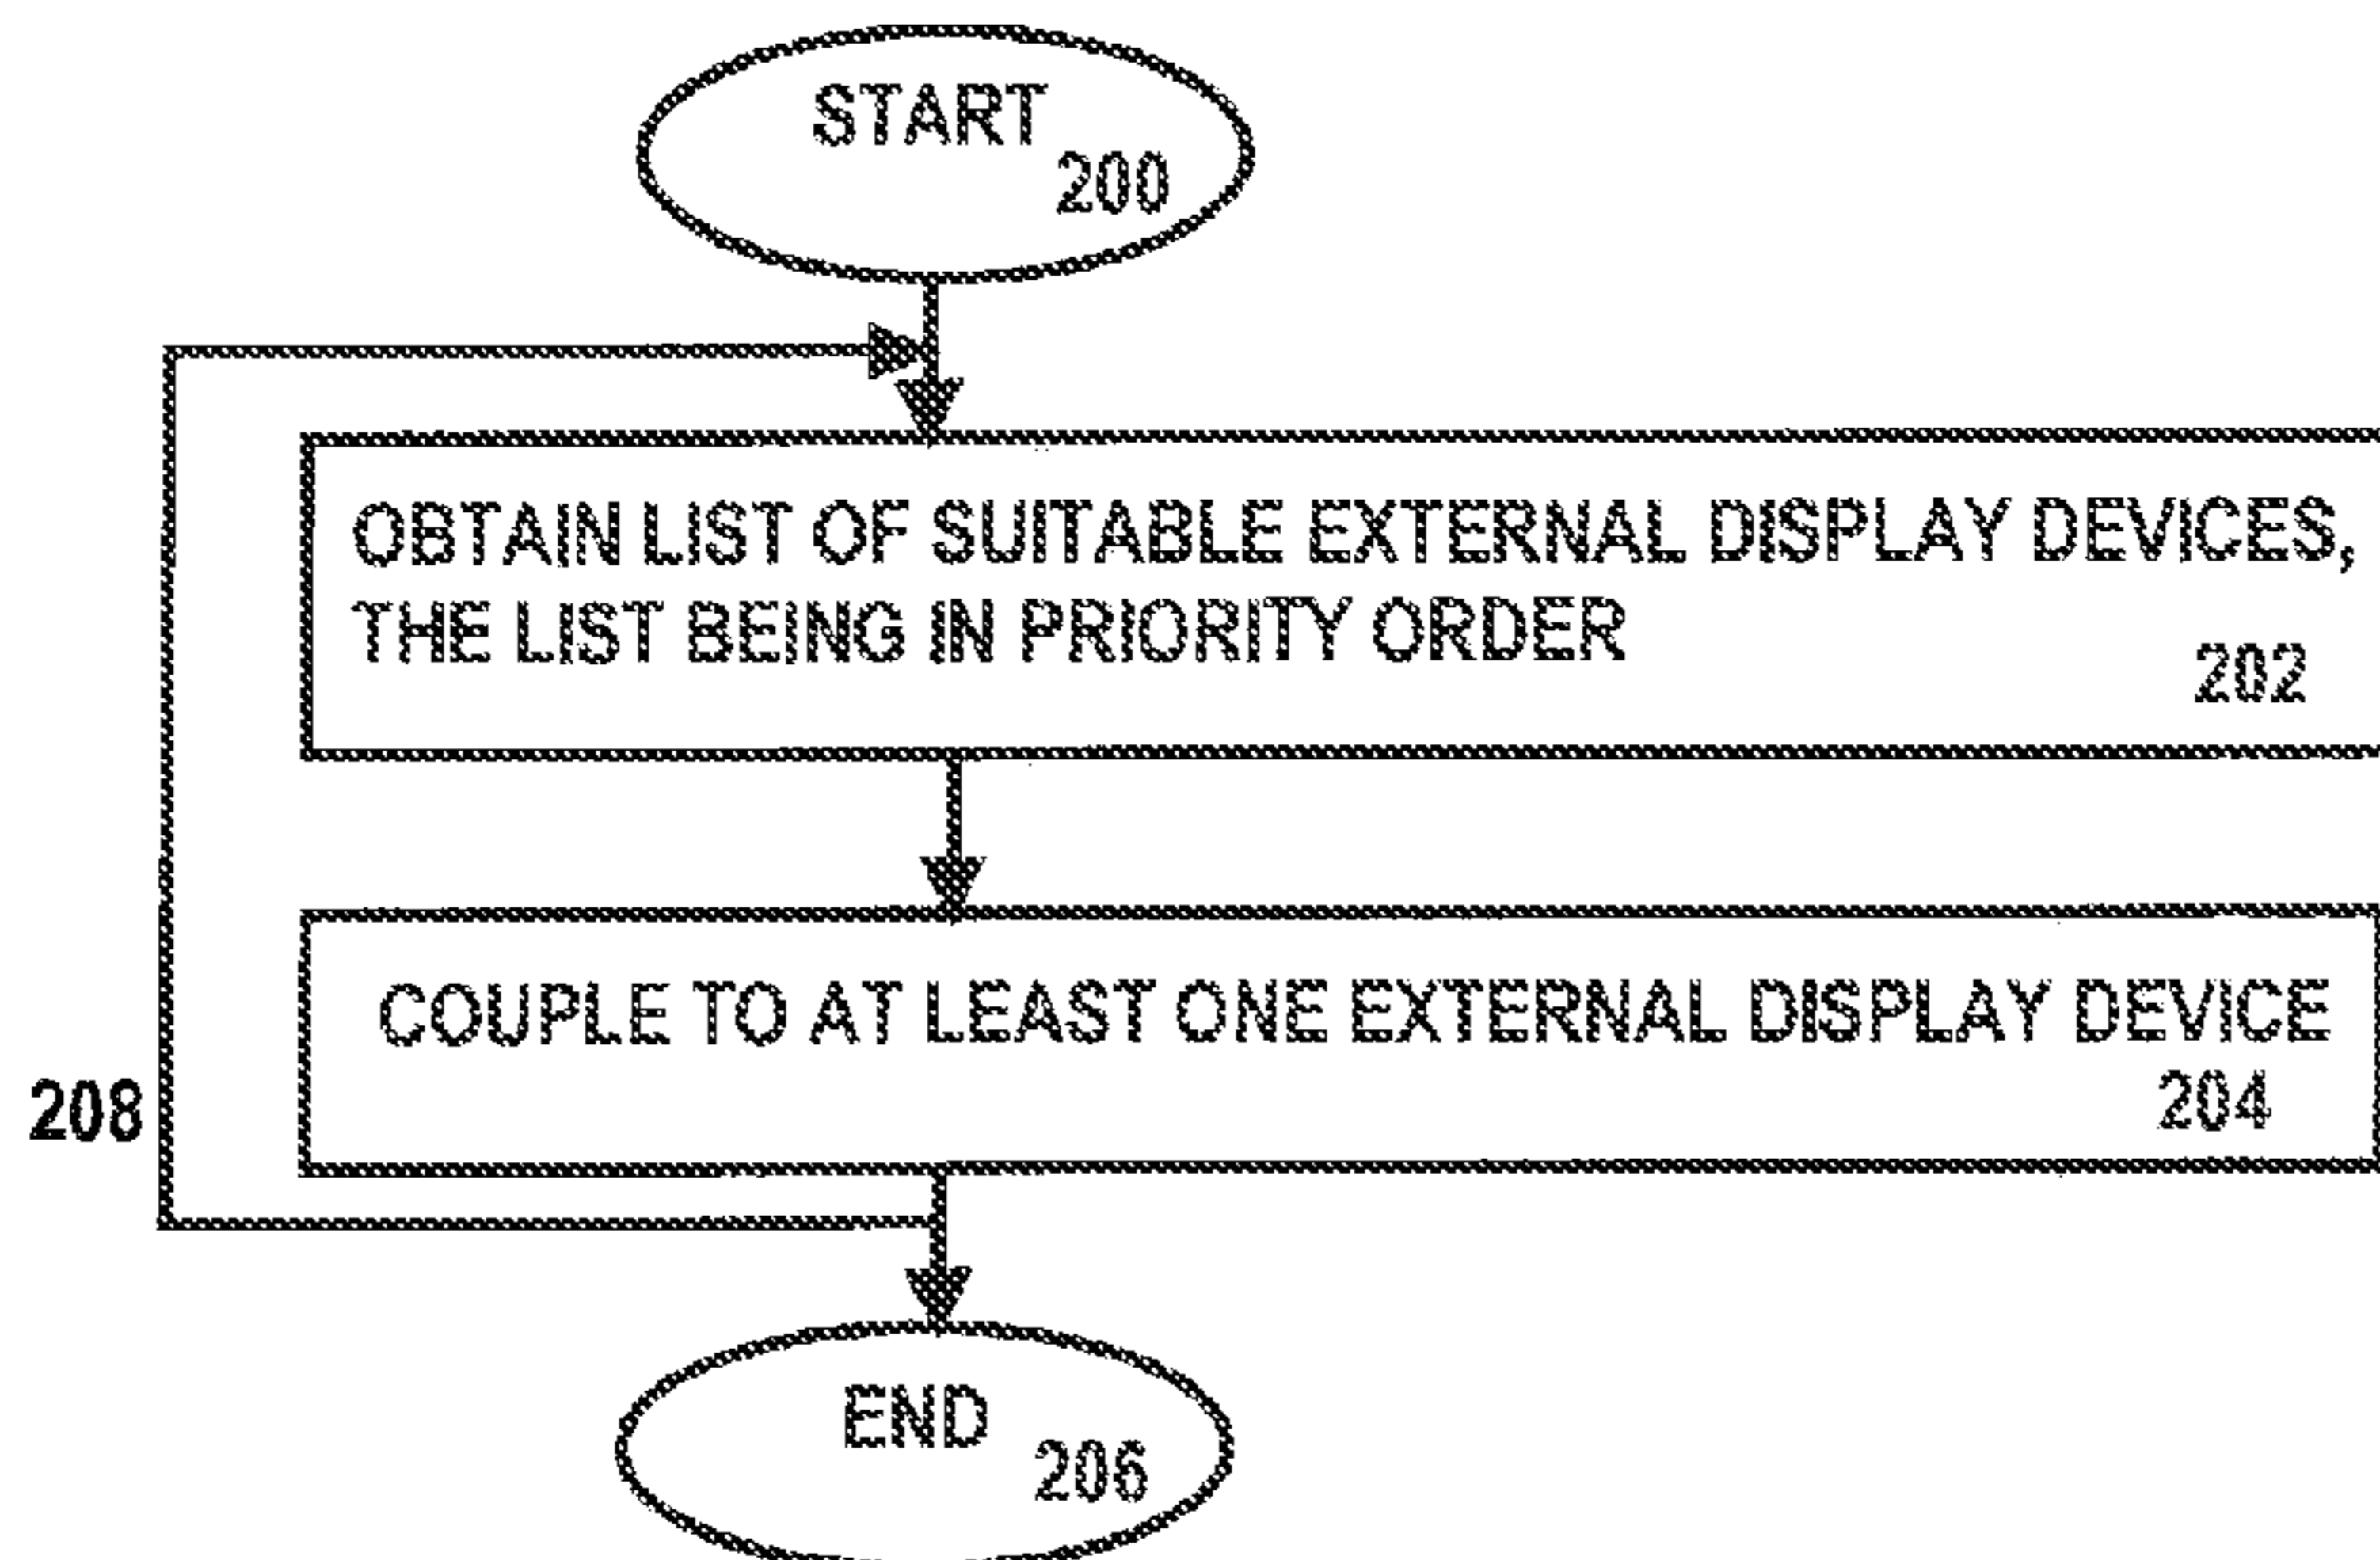 START
200
OBTAIN LIST OF SUITABLE EXTERNAL DISPLAY DEVICES,
THE LIST BEING IN PRIORITY ORDER
202
COUPLE TO AT LEAST ONE EXTERNAL DISPLAY DEVICE
204
208
END
206